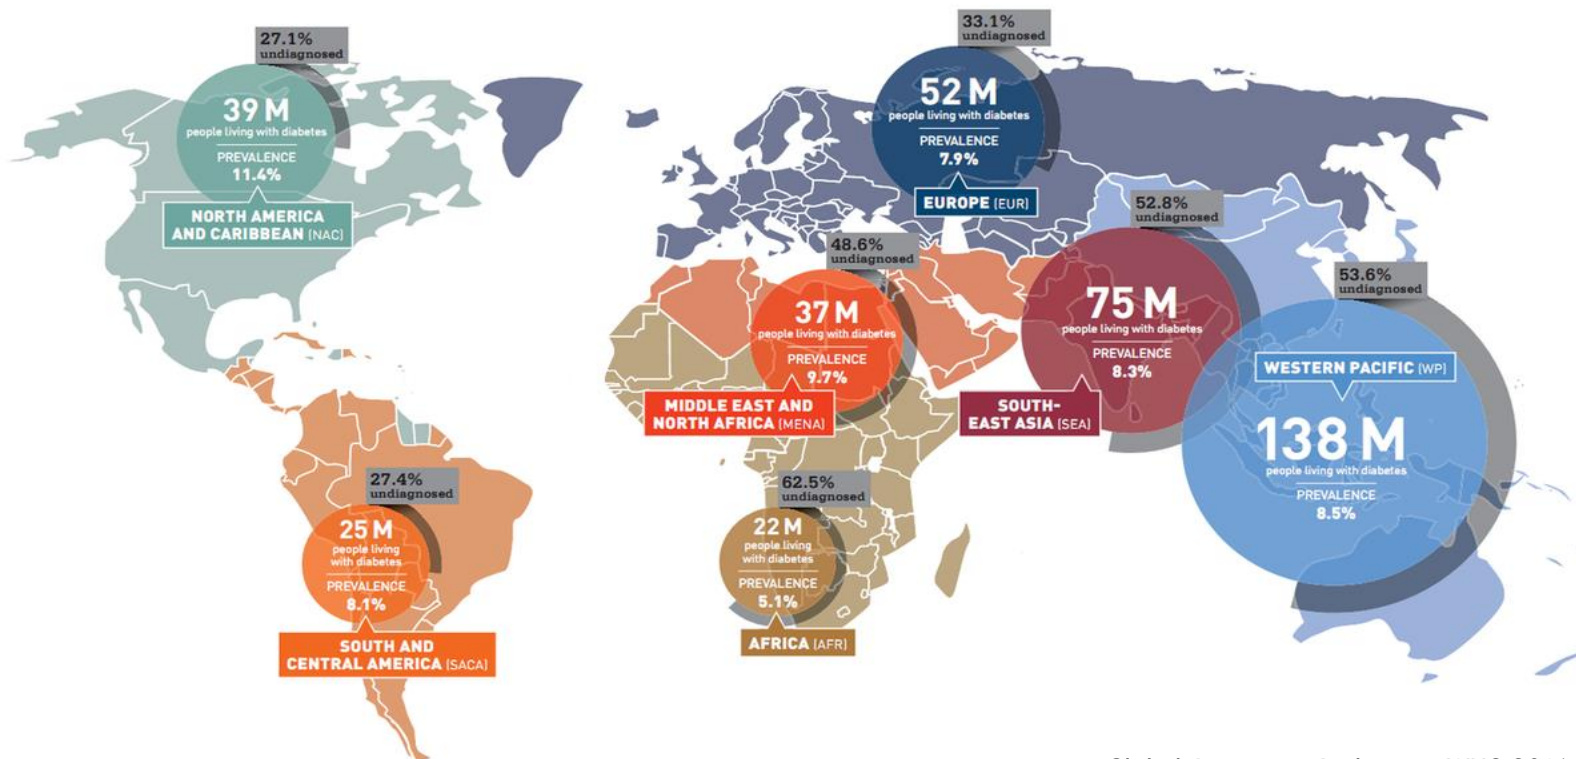 27.1%
undiagnosed
39 M
people living with diabetes
PREVALENCE
11.4%
NORTH AMERICA
AND CARIBBEAN (NAC)
33.1%
undiagnosed
52 M
people living with diabetes
PREVALENCE
7.9%
EUROPE (EUR)
48.6%
undiagnosed
37 M
people living with diabetes
PREVALENCE
9.7%
MIDDLE EAST AND
NORTH AFRICA (MENA)
52.8%
undiagnosed
75 M
people living with diabetes
PREVALENCE
8.3%
SOUTH-
EAST ASIA (SEA)
53.6%
undiagnosed
WESTERN PACIFIC (WP)
138 M
people living with diabetes
PREVALENCE
8.5%
27.4%
undiagnosed
25 M
people living
with diabetes
PREVALENCE
8.1%
SOUTH AND
CENTRAL AMERICA (SACA)
62.5%
undiagnosed
22 M
people living
with diabetes
PREVALENCE
5.1%
AFRICA (AFR)